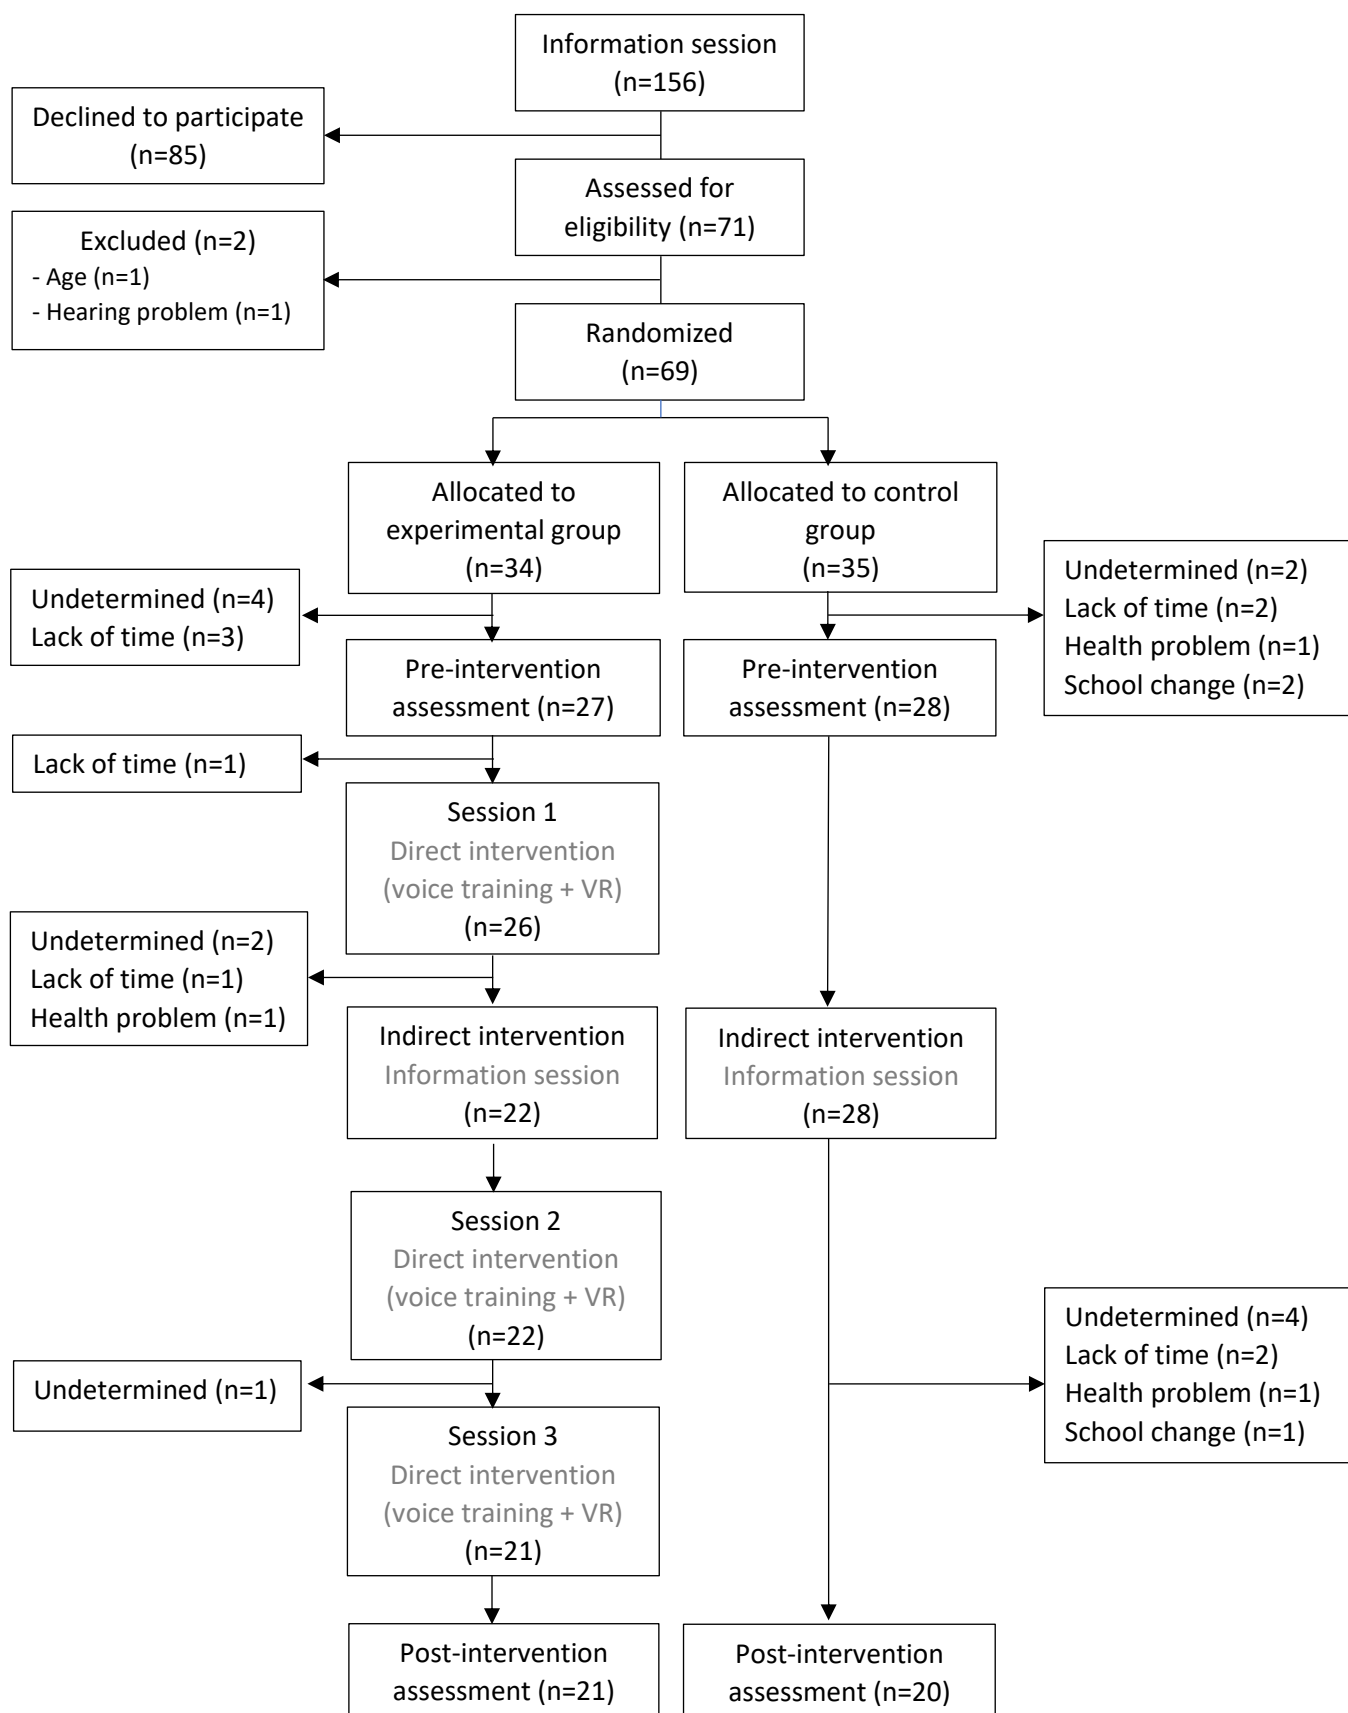 Information session
(n=156)
Declined to participate
(n=85)
Assessed for
eligibility (n=71)
Excluded (n=2)
- Age (n=1)
- Hearing problem (n=1)
Randomized
(n=69)
Allocated to
experimental group
(n=34)
Allocated to control
group
(n=35)
Undetermined (n=4)
Lack of time (n=3)
Undetermined (n=2)
Lack of time (n=2)
Health problem (n=1)
School change (n=2)
Pre-intervention
assessment (n=27)
Pre-intervention
assessment (n=28)
Lack of time (n=1)
Session 1
Direct intervention
(voice training + VR)
(n=26)
Undetermined (n=2)
Lack of time (n=1)
Health problem (n=1)
Indirect intervention
Information session
(n=22)
Indirect intervention
Information session
(n=28)
Session 2
Direct intervention
(voice training + VR)
(n=22)
Undetermined (n=4)
Lack of time (n=2)
Health problem (n=1)
School change (n=1)
Undetermined (n=1)
Session 3
Direct intervention
(voice training + VR)
(n=21)
Post-intervention
assessment (n=21)
Post-intervention
assessment (n=20)